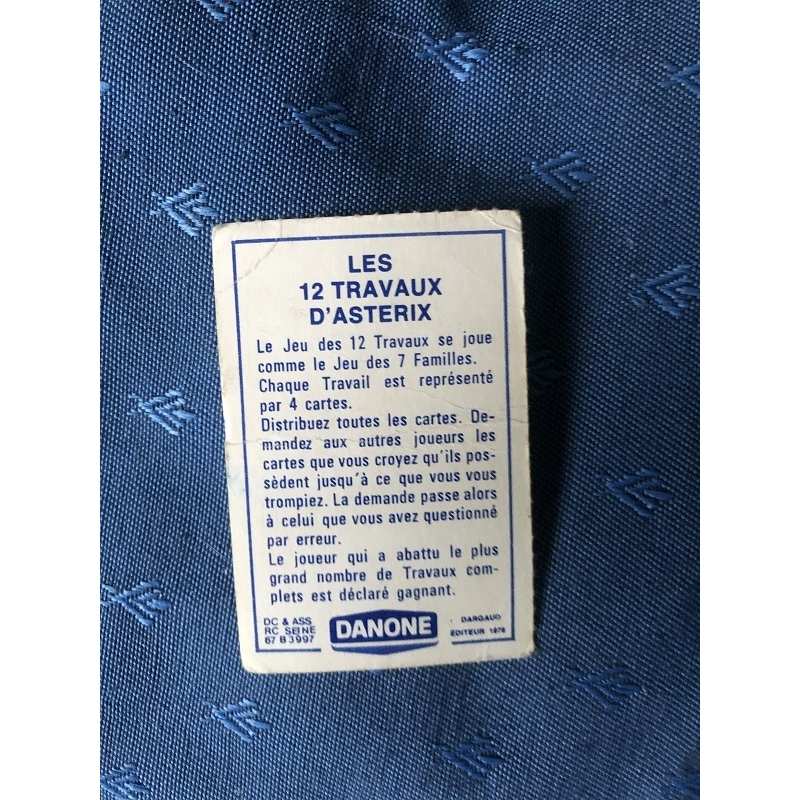 LES
12 TRAVAUX
D'ASTERIX
Le Jeu des 12 Travaux se joue
comme le Jeu des 7 Familles.
Chaque Travail est représenté
par 4 cartes.
Distribuez toutes les cartes. De-
mandez aux autres joueurs les
cartes que vous croyez qu'ils pos-
sèdent jusqu'à ce que vous vous
trompiez. La demande passe alors
à celui que vous avez questionné
par erreur.
Le joueur qui a abattu le plus
grand nombre de Travaux com-
plets est déclaré gagnant.
DC & ASS
RC SEINE
67 B 3997
DANONE
DARGAUD
EDITEUR 1976